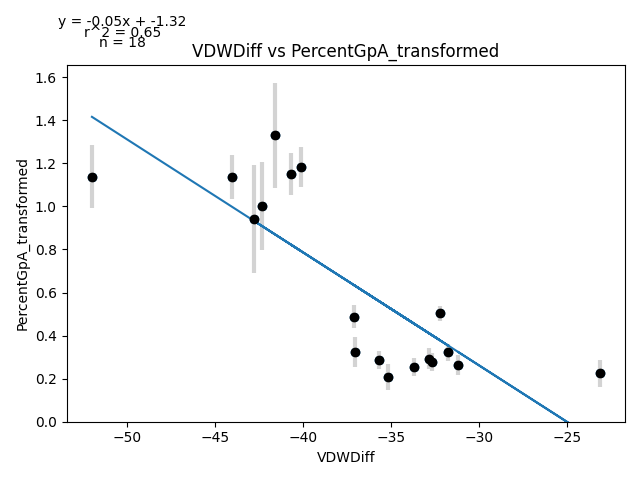 y = -0.05x + -1.32
r^2 = 0.65
n = 18
VDWDiff vs PercentGpA_transformed
1.6
1.4
1.2
1.0
0.8
0.6
0.4
0.2
0.0
PercentGpA_transformed
−50
−45
−40
−35
−30
−25
VDWDiff